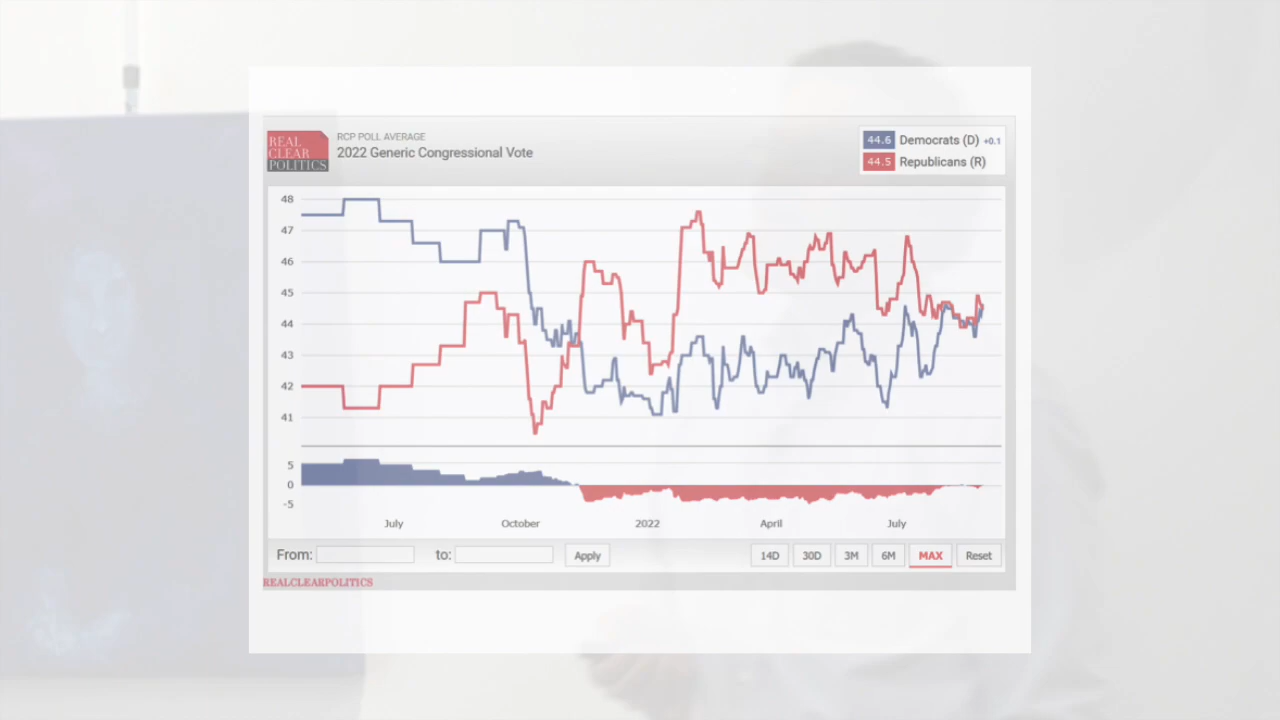 REAL
CLEAR
POLITICS
RCP POLL AVERAGE
2022 Generic Congressional Vote
44.6 Democrats (D) +0.1
44.5 Republicans (R)
48
47
46
45
44
43
42
41
5
0
-5
July October 2022 April July
From: to: Apply 14D 30D 3M 6M MAX Reset
REALCLEARPOLITICS